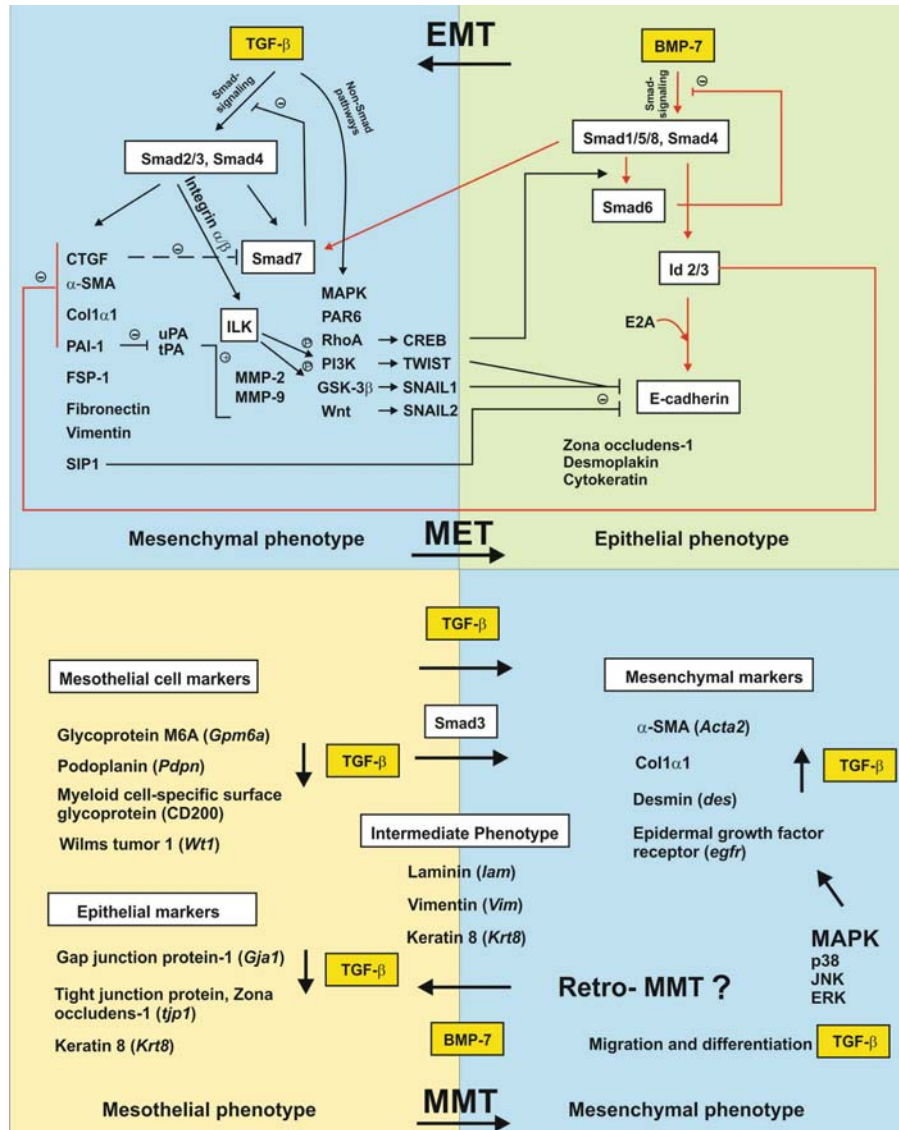 TGF-β
EMT
BMP-7
Smad-
signaling
⊖
Non-Smad
pathways
Smad-
signaling
⊖
Smad2/3, Smad4
Smad1/5/8, Smad4
Integrin α/β
Smad6
⊖
CTGF
⊖
Smad7
Id 2/3
α-SMA
MAPK
Col1α1
ILK
PAR6
E2A
uPA
P
RhoA
CREB
PAI-1
⊖
tPA
P
PI3K
TWIST
FSP-1
MMP-2
GSK-3β
SNAIL1
MMP-9
⊖
E-cadherin
Fibronectin
Wnt
SNAIL2
Vimentin
Zona occludens-1
SIP1
Desmoplakin
Cytokeratin
Mesenchymal phenotype
MET
Epithelial phenotype
TGF-β
Mesothelial cell markers
Mesenchymal markers
Smad3
Glycoprotein M6A (Gpm6a)
α-SMA (Acta2)
Podoplanin (Pdpn)
TGF-β
Col1α1
TGF-β
Myeloid cell-specific surface
glycoprotein (CD200)
Desmin (des)
Wilms tumor 1 (Wt1)
Intermediate Phenotype
Epidermal growth factor
receptor (egfr)
Laminin (lam)
Epithelial markers
Vimentin (Vim)
Keratin 8 (Krt8)
MAPK
Gap junction protein-1 (Gja1)
p38
TGF-β
Retro- MMT ?
JNK
Tight junction protein, Zona
occludens-1 (tjp1)
ERK
Keratin 8 (Krt8)
BMP-7
Migration and differentiation
TGF-β
Mesothelial phenotype
MMT
Mesenchymal phenotype